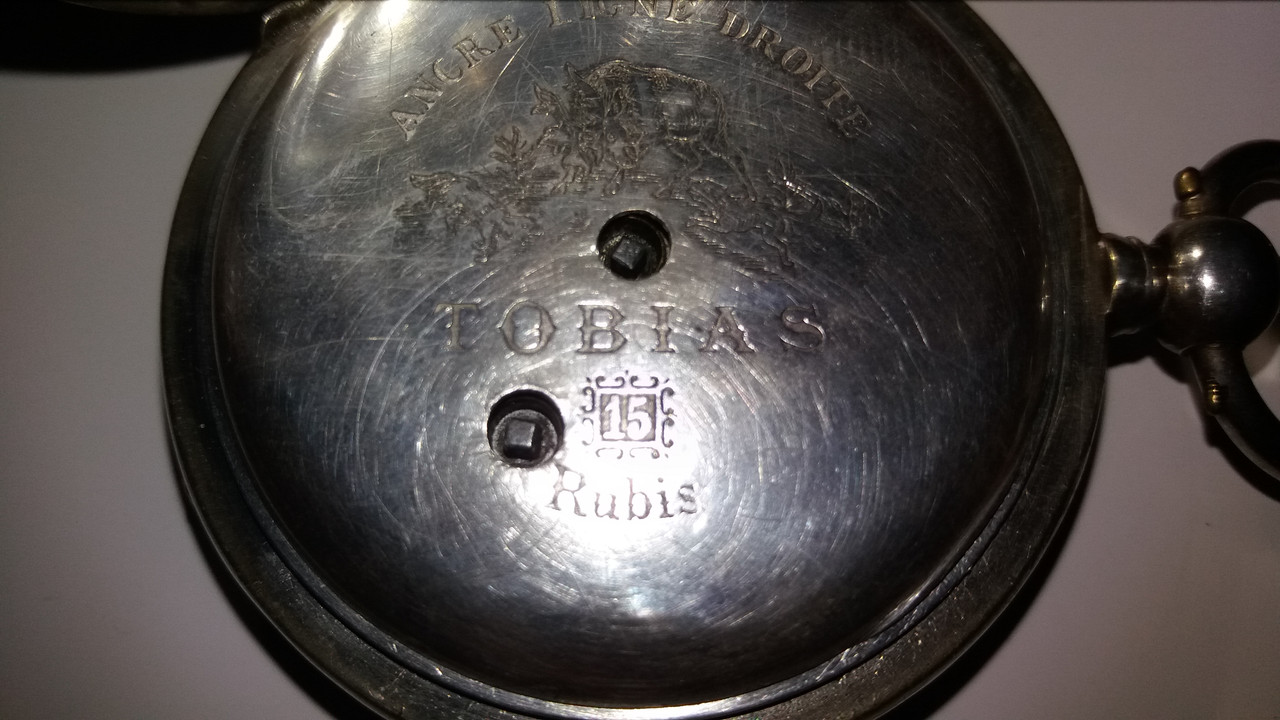 ANCRE LIGNE DROITE
TOBIAS
15
Rubis